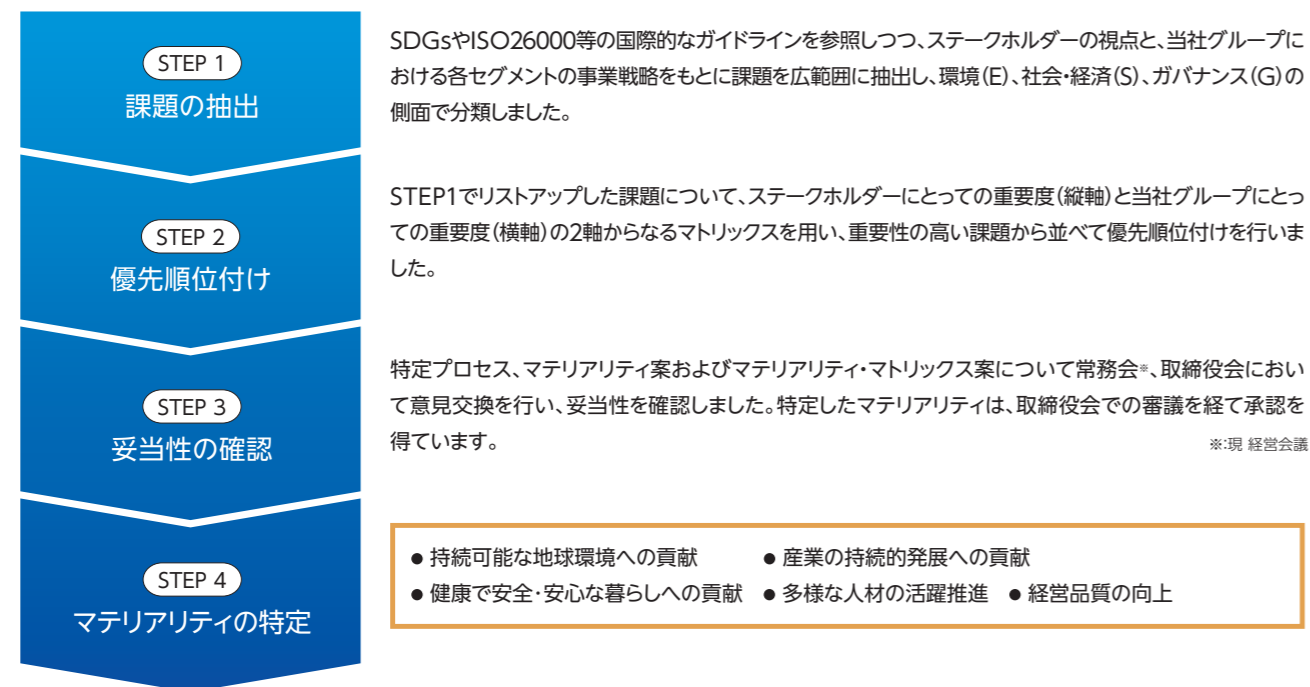 STEP 1
課題の抽出
SDGsやISO26000等の国際的なガイドラインを参照しつつ、ステークホルダーの視点と、当社グループに
おける各セグメントの事業戦略をもとに課題を広範囲に抽出し、環境(E)、社会・経済(S)、ガバナンス(G)の
側面で分類しました。
STEP 2
優先順位付け
STEP1でリストアップした課題について、ステークホルダーにとっての重要度(縦軸)と当社グループにとっ
ての重要度(横軸)の2軸からなるマトリックスを用い、重要性の高い課題から並べて優先順位付けを行いま
した。
STEP 3
妥当性の確認
特定プロセス、マテリアリティ案およびマテリアリティ・マトリックス案について常務会※、取締役会におい
て意見交換を行い、妥当性を確認しました。特定したマテリアリティは、取締役会での審議を経て承認を
得ています。
※:現 経営会議
STEP 4
マテリアリティの特定
● 持続可能な地球環境への貢献 ● 産業の持続的発展への貢献
● 健康で安全・安心な暮らしへの貢献 ● 多様な人材の活躍推進 ● 経営品質の向上